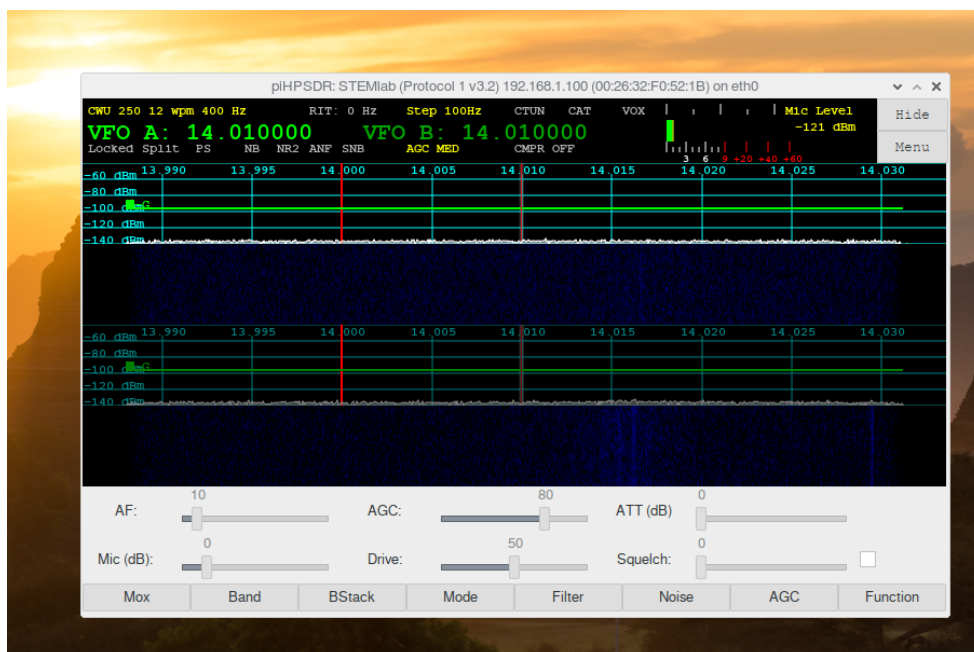 piHPSDR: STEMlab (Protocol 1 v3.2) 192.168.1.100 (00:26:32:F0:52:1B) on eth0
CWU 250 12 wpm 400 Hz RIT: 0 Hz Step 100Hz CTUN CAT VOX Mic Level
Hide
VFO A: 14.010000 VFO B: 14.010000 -121 dBm
Locked Split PS NB NR2 ANF SNB AGC MED CMPR OFF
3 6 9 +20 +40 +60
Menu
13.990 13.995 14.000 14.005 14.010 14.015 14.020 14.025 14.030
-60 dBm
-80 dBm
-100 dBm -G
-120 dBm
-140 dBm
13.990 13.995 14.000 14.005 14.010 14.015 14.020 14.025 14.030
-60 dBm
-80 dBm
-100 dBm -G
-120 dBm
-140 dBm
10 80 0
AF: AGC: ATT (dB)
0 50 0
Mic (dB): Drive: Squelch:
Mox Band BStack Mode Filter Noise AGC Function